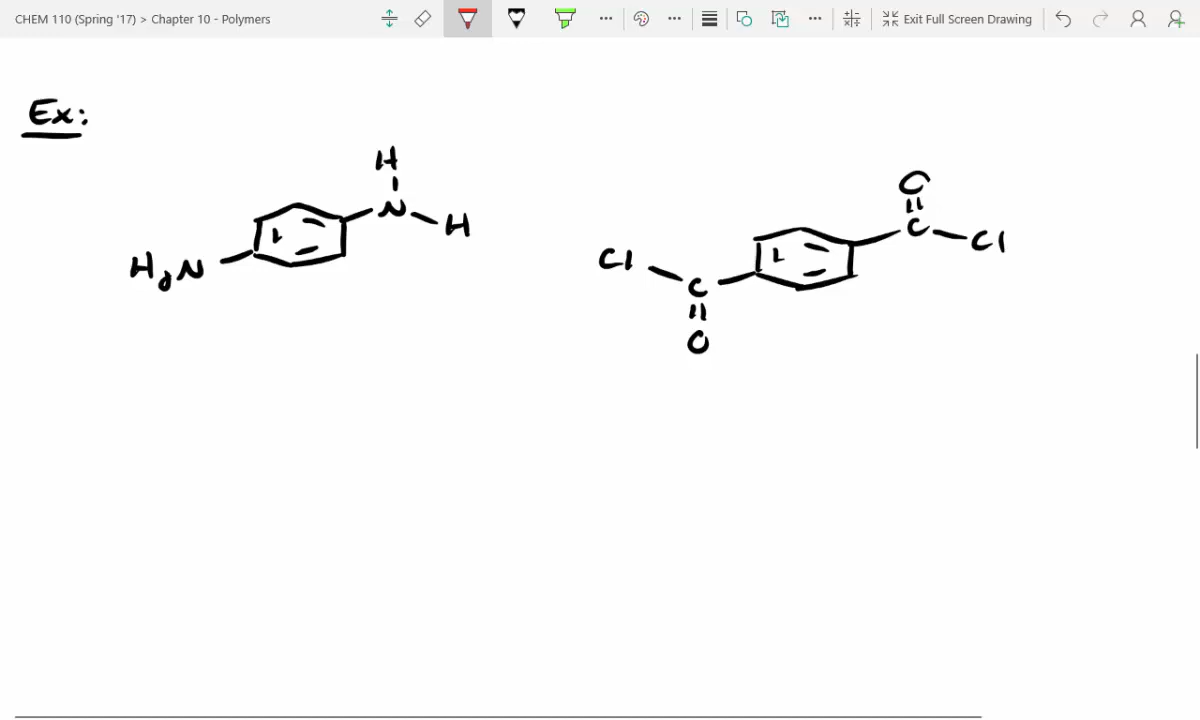 CHEM 110 (Spring '17) > Chapter 10 - Polymers
Exit Full Screen Drawing
Ex:
H
N
H
H₂N
O
C
Cl
Cl
C
O